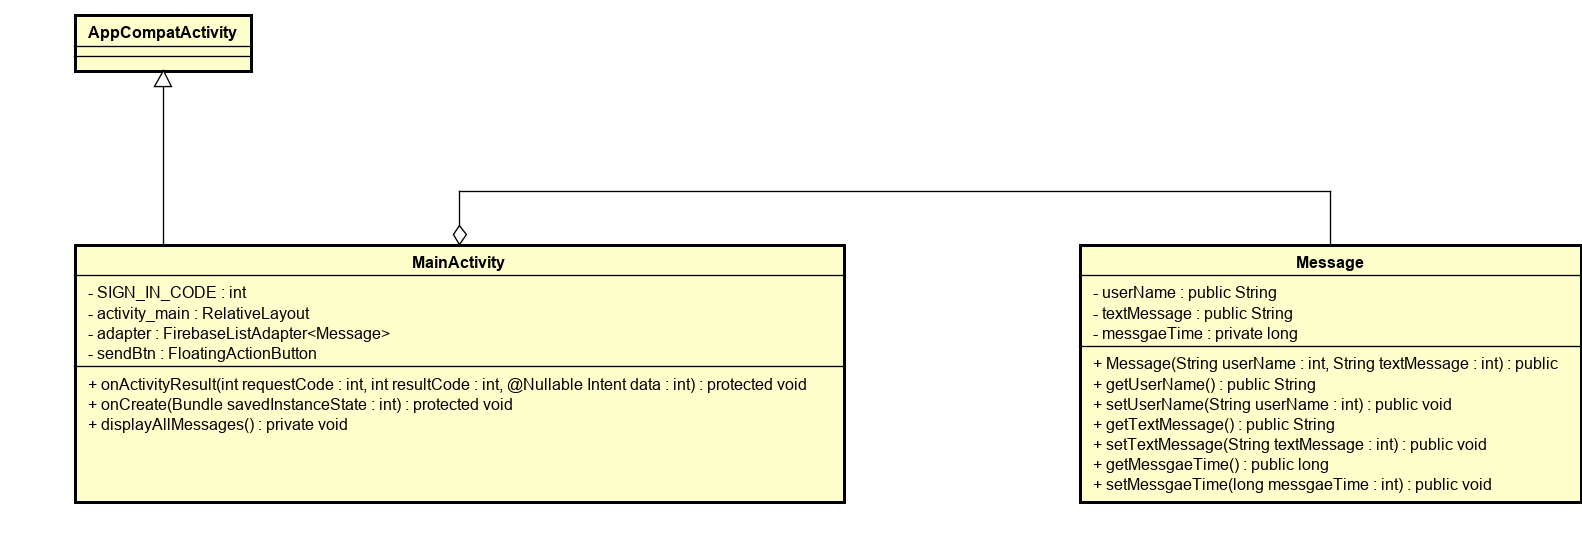 AppCompatActivity
MainActivity
- SIGN_IN_CODE : int
- activity_main : RelativeLayout
- adapter : FirebaseListAdapter<Message>
- sendBtn : FloatingActionButton
+ onActivityResult(int requestCode : int, int resultCode : int, @Nullable Intent data : int) : protected void
+ onCreate(Bundle savedInstanceState : int) : protected void
+ displayAllMessages() : private void
Message
- userName : public String
- textMessage : public String
- messgaeTime : private long
+ Message(String userName : int, String textMessage : int) : public
+ getUserName() : public String
+ setUserName(String userName : int) : public void
+ getTextMessage() : public String
+ setTextMessage(String textMessage : int) : public void
+ getMessgaeTime() : public long
+ setMessgaeTime(long messgaeTime : int) : public void